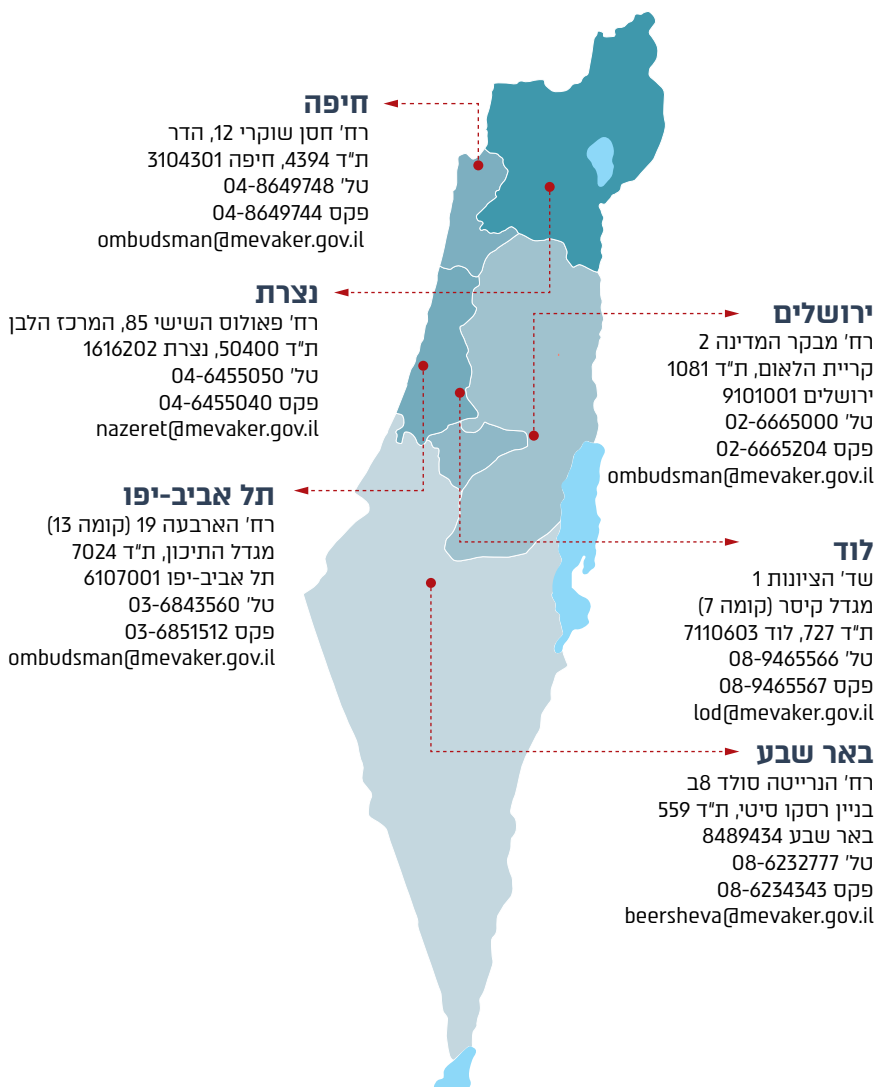 חיפה
רח' חסן שוקרי 12, הדר
ת"ד 4394, חיפה 3104301
טל' 04-8649748
פקס 04-8649744
ombudsman@mevaker.gov.il
נצרת
רח' פאולוס השישי 85, המרכז הלבן
ת"ד 50400, נצרת 1616202
טל' 04-6455050
פקס 04-6455040
nazeret@mevaker.gov.il
תל אביב-יפו
רח' הארבעה 19 (קומה 13)
מגדל התיכון, ת"ד 7024
תל אביב-יפו 6107001
טל' 03-6843560
פקס 03-6851512
ombudsman@mevaker.gov.il
ירושלים
רח' מבקר המדינה 2
קריית הלאום, ת"ד 1081
ירושלים 9101001
טל' 02-6665000
פקס 02-6665204
ombudsman@mevaker.gov.il
לוד
שד' הציונות 1
מגדל קיסר (קומה 7)
ת"ד 727, לוד 7110603
טל' 08-9465566
פקס 08-9465567
lod@mevaker.gov.il
באר שבע
רח' הנרייטה סולד 8ב
בניין רסקו סיטי, ת"ד 559
באר שבע 8489434
טל' 08-6232777
פקס 08-6234343
beersheva@mevaker.gov.il